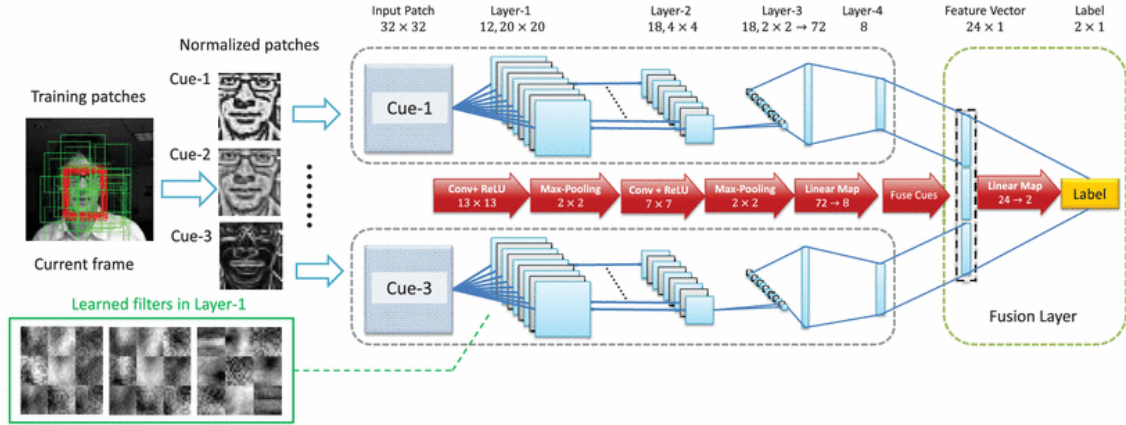 Input Patch
32 × 32
Layer-1
12, 20 × 20
Layer-2
18, 4 × 4
Layer-3
18, 2 × 2 → 72
Layer-4
8
Feature Vector
24 × 1
Label
2 × 1
Normalized patches
Cue-1
Training patches
Cue-2
Cue-3
Current frame
Cue-1
Conv+ ReLU
13 × 13
Max-Pooling
2 × 2
Conv + ReLU
7 × 7
Max-Pooling
2 × 2
Linear Map
72 → 8
Fuse Cues
Linear Map
24 → 2
Label
Cue-3
Fusion Layer
Learned filters in Layer-1